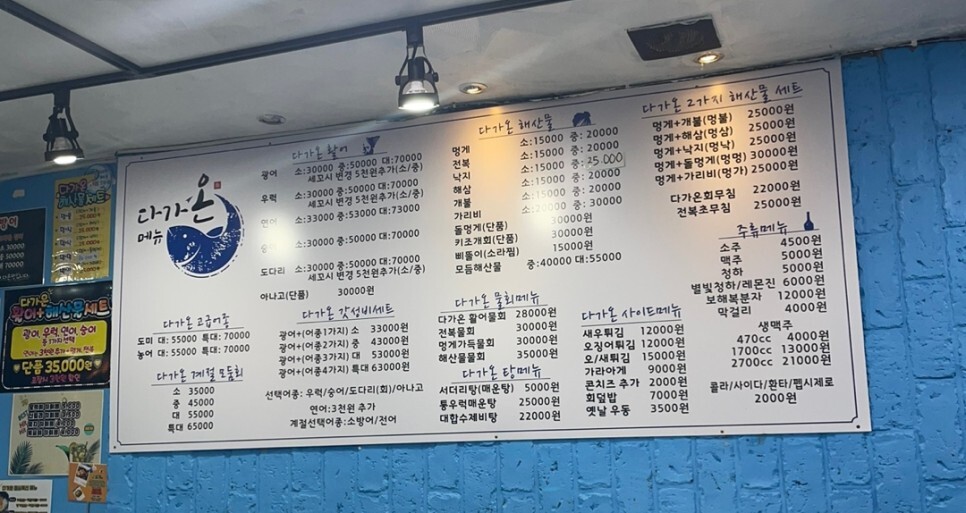 다가온
메뉴
다가온 활어
광어 소:30000 중:50000 대:70000
세꼬시 변경 5천원추가(소/중)
우럭 소:30000 중:50000 대:70000
연어 소:33000 중:53000 대:73000
소:30000 중:50000 대:70000
도다리 소:30000 중:50000 대:70000
세꼬시 변경 5천원추가(소/중)
아나고(단품) 30000원
다가온 고급어종
도미 대: 55000 특대: 70000
농어 대: 55000 특대: 70000
다가온 계절 모듬회
소 35000
중 45000
대 55000
특대 65000
다가온 갓성비세트
광어+(어종1가지) 소 33000원
광어+(어종2가지) 중 43000원
광어+(어종3가지) 대 53000원
광어+(어종4가지) 특대 63000원
선택어종: 우럭/숭어/도다리(회)/아나고
연어:3천원 추가
계절선택어종:소방어/전어
다가온 해산물
멍게 소:15000 중: 20000
전복 소:15000 중: 20000
낙지 소:15000 중: 25.000
해삼 소:15000 중: 20000
개불 소:15000 중: 20000
가리비 중: 30000
돌멍게(단품) 30000원
키조개회(단품) 30000원
삐뚤이(소라찜) 15000원
모듬해산물 중:40000 대:55000
다가온 물회메뉴
다가온 활어물회 28000원
전복물회 30000원
멍게가득물회 30000원
해산물물회 35000원
다가온 탕메뉴
서더리탕(매운탕) 5000원
통우럭매운탕 25000원
대합수제비탕 22000원
다가온 2가지 해산물 세트
멍게+개불(멍불) 25000원
멍게+해삼(멍삼) 25000원
멍게+낙지(멍낙) 25000원
멍게+돌멍게(멍멍) 30000원
멍게+가리비(멍가) 25000원
다가온회무침 22000원
전복초무침 25000원
다가온 사이드메뉴
새우튀김 12000원
오징어튀김 12000원
오/새튀김 15000원
가라아게 9000원
콘치즈 추가 2000원
회덮밥 7000원
옛날 우동 3500원
주류메뉴
소주 4500원
맥주 5000원
청하 5000원
별빛청하/레몬진 6000원
보해복분자 12000원
막걸리 4000원
생맥주
470cc 4000원
1700cc 13000원
2700cc 21000원
콜라/사이다/환타/펩시제로
2000원
다가온
다가온
활어+해산물세트
광어, 우럭, 연어, 숭어
단품 35,000원